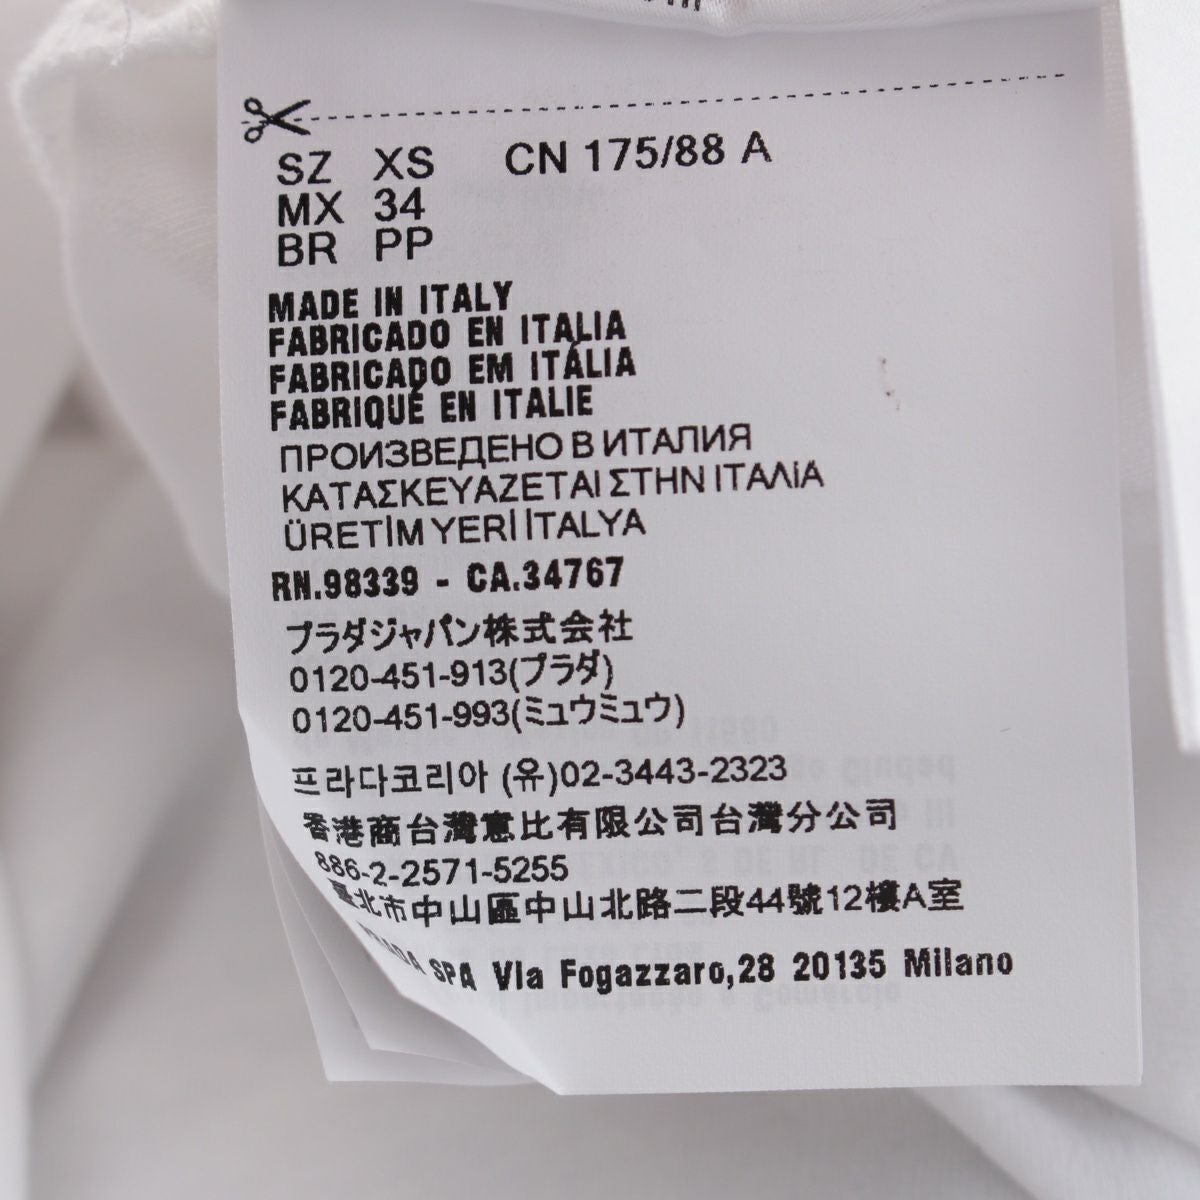 SZ XS CN 175/88 A
MX 34
BR PP
MADE IN ITALY
FABRICADO EN ITALIA
FABRICADO EM ITÁLIA
FABRIQUÉ EN ITALIE
ПРОИЗВЕДЕНО В ИТАЛИЯ
ΚΑΤΑΣΚΕΥΑΖΕΤΑΙ ΣΤΗΝ ΙΤΑΛίΑ
ÜRETİM YERİ İTALYA
RN.98339 - CA.34767
プラダジャパン株式会社
0120-451-913(プラダ)
0120-451-993(ミュウミュウ)
프라다코리아 (유)02-3443-2323
香港商台灣惠比有限公司台灣分公司
886-2-2571-5255
臺北市中山區中山北路二段44號12樓A室
PRADA SPA Via Fogazzaro,28 20135 Milano